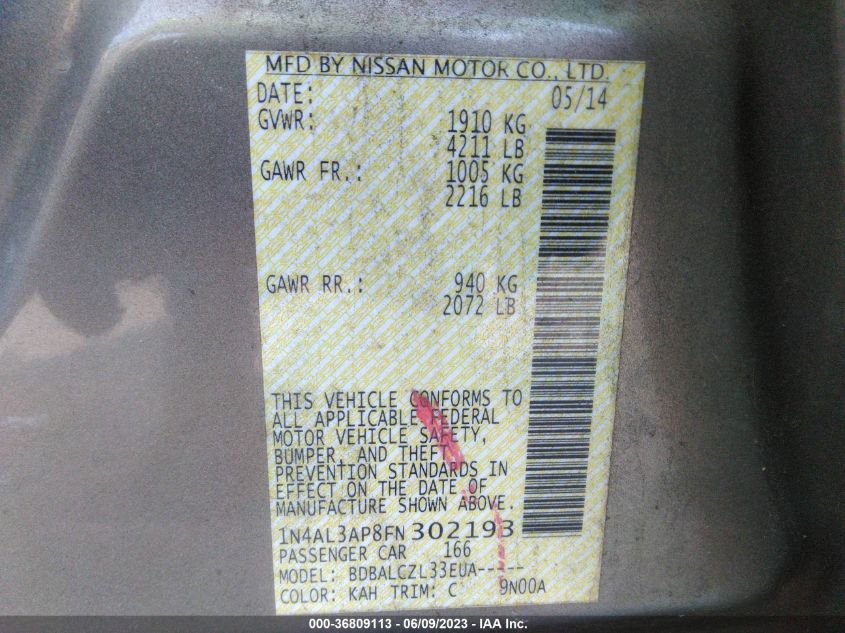 MFD BY NISSAN MOTOR CO., LTD.
DATE: 05/14
GVWR: 1910 KG
4211 LB
GAWR FR.: 1005 KG
2216 LB
GAWR RR.: 940 KG
2072 LB
THIS VEHICLE CONFORMS TO
ALL APPLICABLE FEDERAL
MOTOR VEHICLE SAFETY,
BUMPER, AND THEFT
PREVENTION STANDARDS IN
EFFECT ON THE DATE OF
MANUFACTURE SHOWN ABOVE.
1N4AL3AP8FN 302193
PASSENGER CAR 166
MODEL: BDBALCZL33EUA-----
COLOR: KAH TRIM: C 9N00A
000-36809113 - 06/09/2023 - IAA Inc.